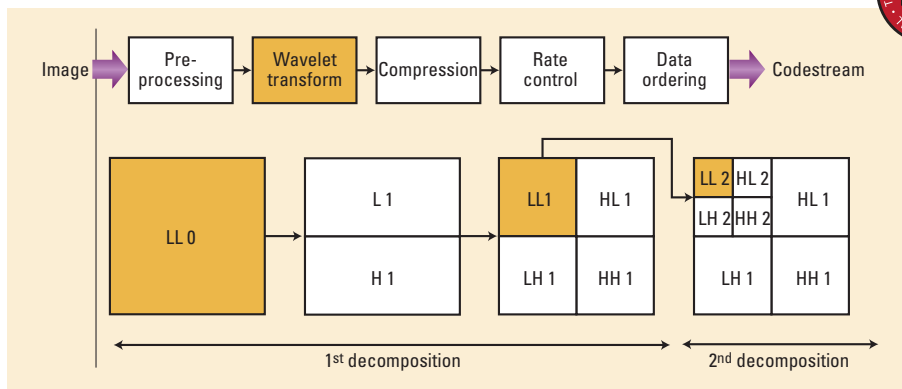 Image
Pre-
processing
Wavelet
transform
Compression
Rate
control
Data
ordering
Codestream
LL 0
L 1
H 1
LL1
HL 1
LH 1
HH 1
LL 2
HL 2
LH 2
HH 2
HL 1
LH 1
HH 1
1st decomposition
2nd decomposition